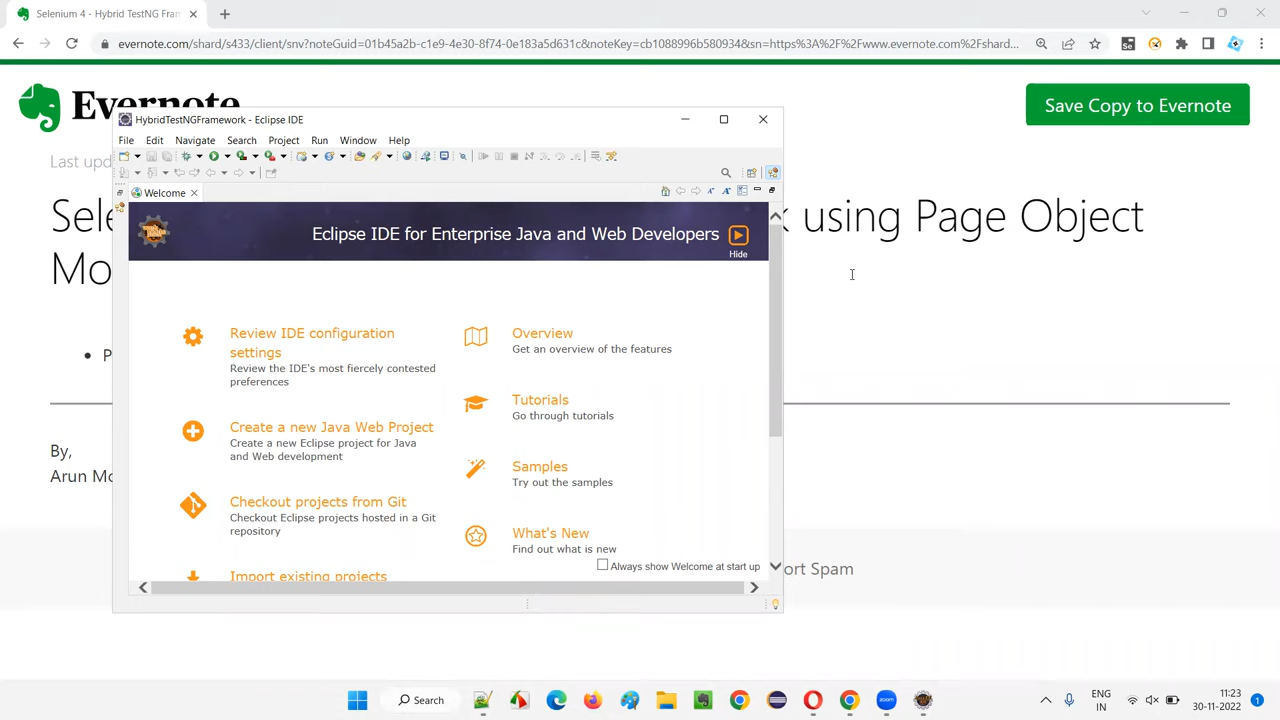 Selenium 4 - Hybrid TestNG Fran
evernote.com/shard/s433/client/snv?noteGuid=01b45a2b- e9-4e30-8f74-0e183a5d631c&noteKey=cb1088996b580934&sn=https%3A%2F%2Fwww.evernote.com%2Fshard...
Evernote
Save Copy to Evernote
Last upd
HybridTestNGFramework - Eclipse IDE
File Edit Navigate Search Project Run Window Help
Welcome
Sele k using Page Object
Mo
Eclipse IDE for Enterprise Java and Web Developers
Hide
Review IDE configuration settings
Review the IDE's most fiercely contested
preferences
Overview
Get an overview of the features
P
Create a new Java Web Project
Create a new Eclipse project for Java
and Web development
Tutorials
Go through tutorials
By,
Arun Mo
Samples
Try out the samples
Checkout projects from Git
Checkout Eclipse projects hosted in a Git
repository
What's New
Find out what is new
Import existing projects
Always show Welcome at start up
ort Spam
Search
ENG
IN
11:23
30-11-2022
1